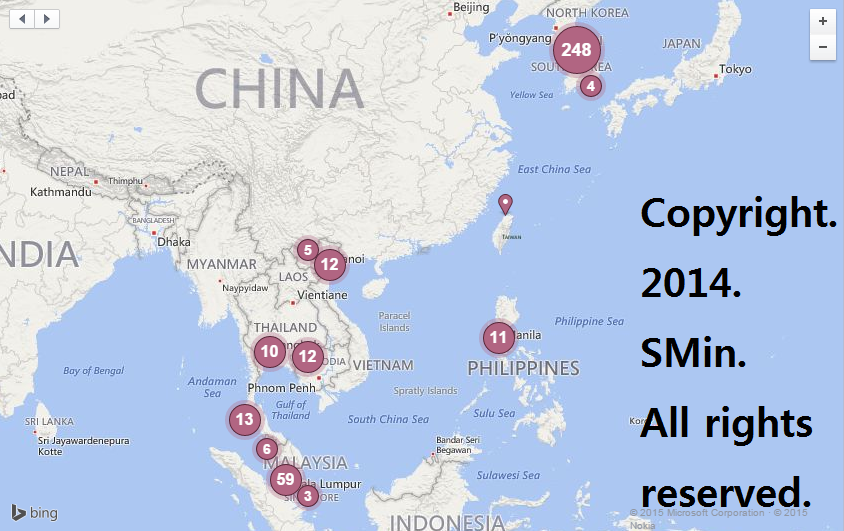 Beijing
NORTH KOREA
P'yŏngyang
JAPAN
248
SOUTH KOREA
Tokyo
4
Yellow Sea
CHINA
NEPAL
Thimphu
Kathmandu
East China Sea
BANGLADESH
Dhaka
TAIWAN
Copyright.
2014.
SMin.
All rights
reserved.
INDIA
MYANMAR
5
12
LAOS
Naypyidaw
Vientiane
Paracel
Islands
Philippine Sea
THAILAND
10
12
11
Manila
VIETNAM
PHILIPPINES
Bay of Bengal
Andaman
Sea
Phnom Penh
Spratly Islands
Gulf of
Thailand
South China Sea
Sulu Sea
SRI LANKA
Sri Jayawardenepura
Kotte
13
6
Bandar Seri
Begawan
MALAYSIA
59
Kuala Lumpur
3
SINGAPORE
Sulawesi Sea
INDONESIA
bing
© 2015 Microsoft Corporation · © 2015
Nokia